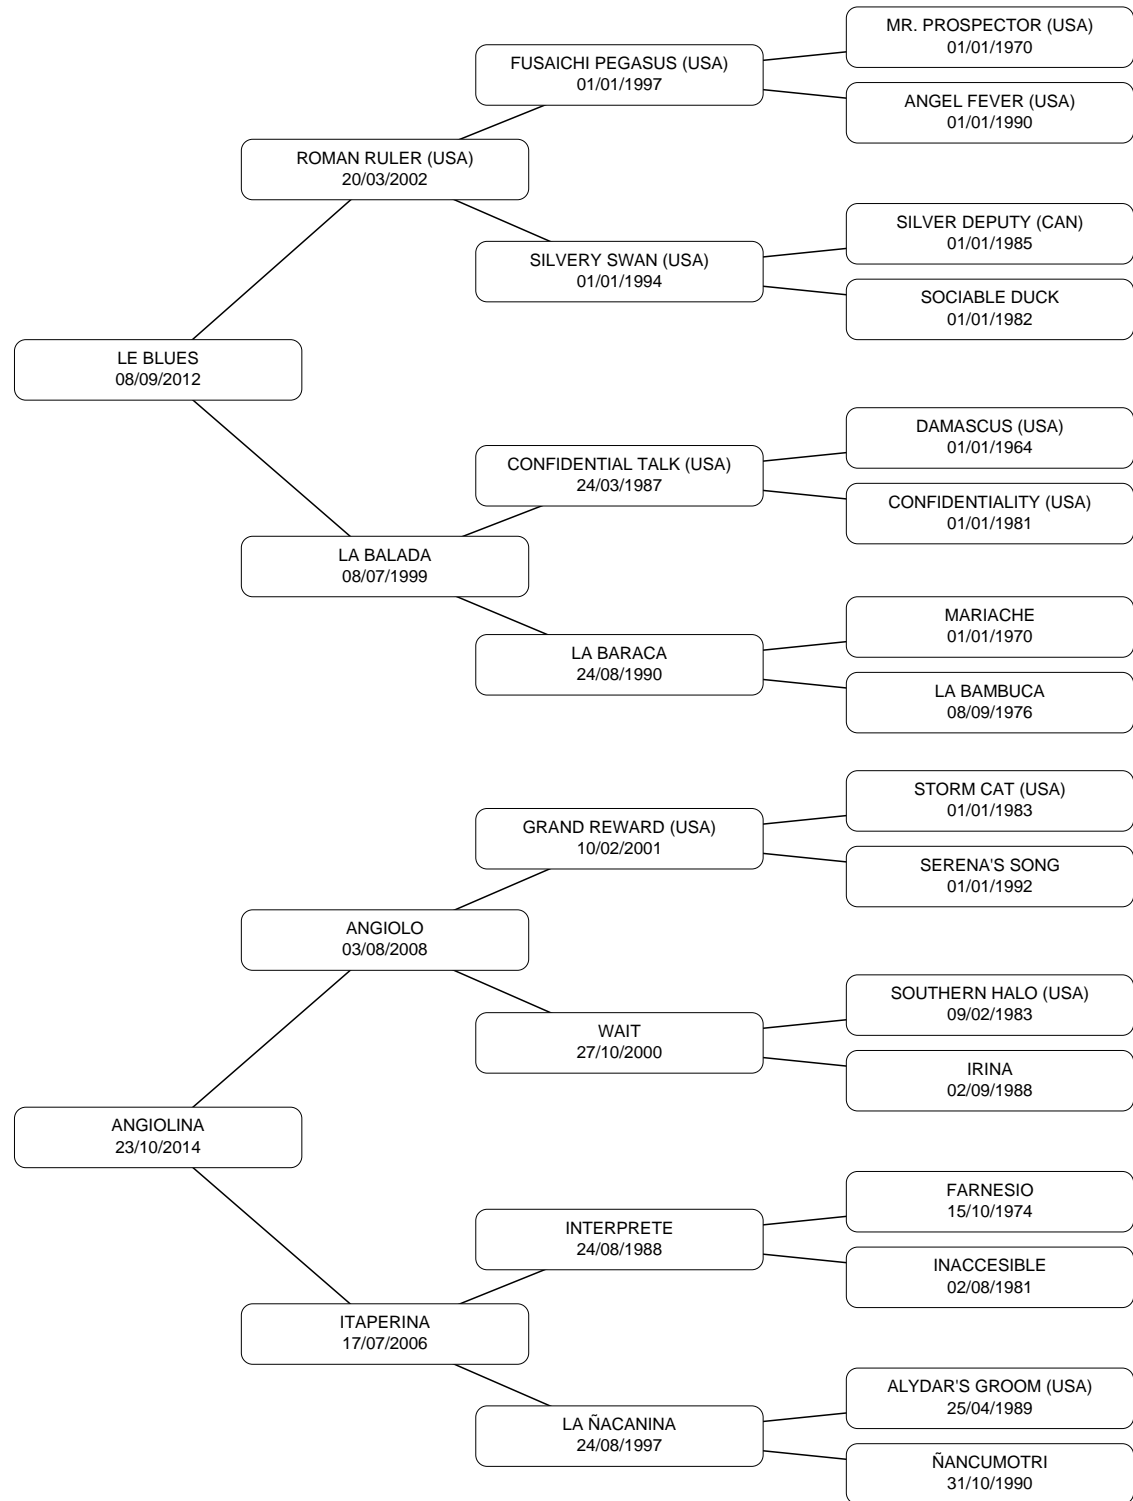 MR. PROSPECTOR (USA)
01/01/1970
FUSAICHI PEGASUS (USA)
01/01/1997
ANGEL FEVER (USA)
01/01/1990
ROMAN RULER (USA)
20/03/2002
SILVER DEPUTY (CAN)
01/01/1985
SILVERY SWAN (USA)
01/01/1994
SOCIABLE DUCK
01/01/1982
LE BLUES
08/09/2012
DAMASCUS (USA)
01/01/1964
CONFIDENTIAL TALK (USA)
24/03/1987
CONFIDENTIALITY (USA)
01/01/1981
LA BALADA
08/07/1999
MARIACHE
01/01/1970
LA BARACA
24/08/1990
LA BAMBUCA
08/09/1976
STORM CAT (USA)
01/01/1983
GRAND REWARD (USA)
10/02/2001
SERENA'S SONG
01/01/1992
ANGIOLO
03/08/2008
SOUTHERN HALO (USA)
09/02/1983
WAIT
27/10/2000
IRINA
02/09/1988
ANGIOLINA
23/10/2014
FARNESIO
15/10/1974
INTERPRETE
24/08/1988
INACCESIBLE
02/08/1981
ITAPERINA
17/07/2006
ALYDAR'S GROOM (USA)
25/04/1989
LA ÑACANINA
24/08/1997
ÑANCUMOTRI
31/10/1990